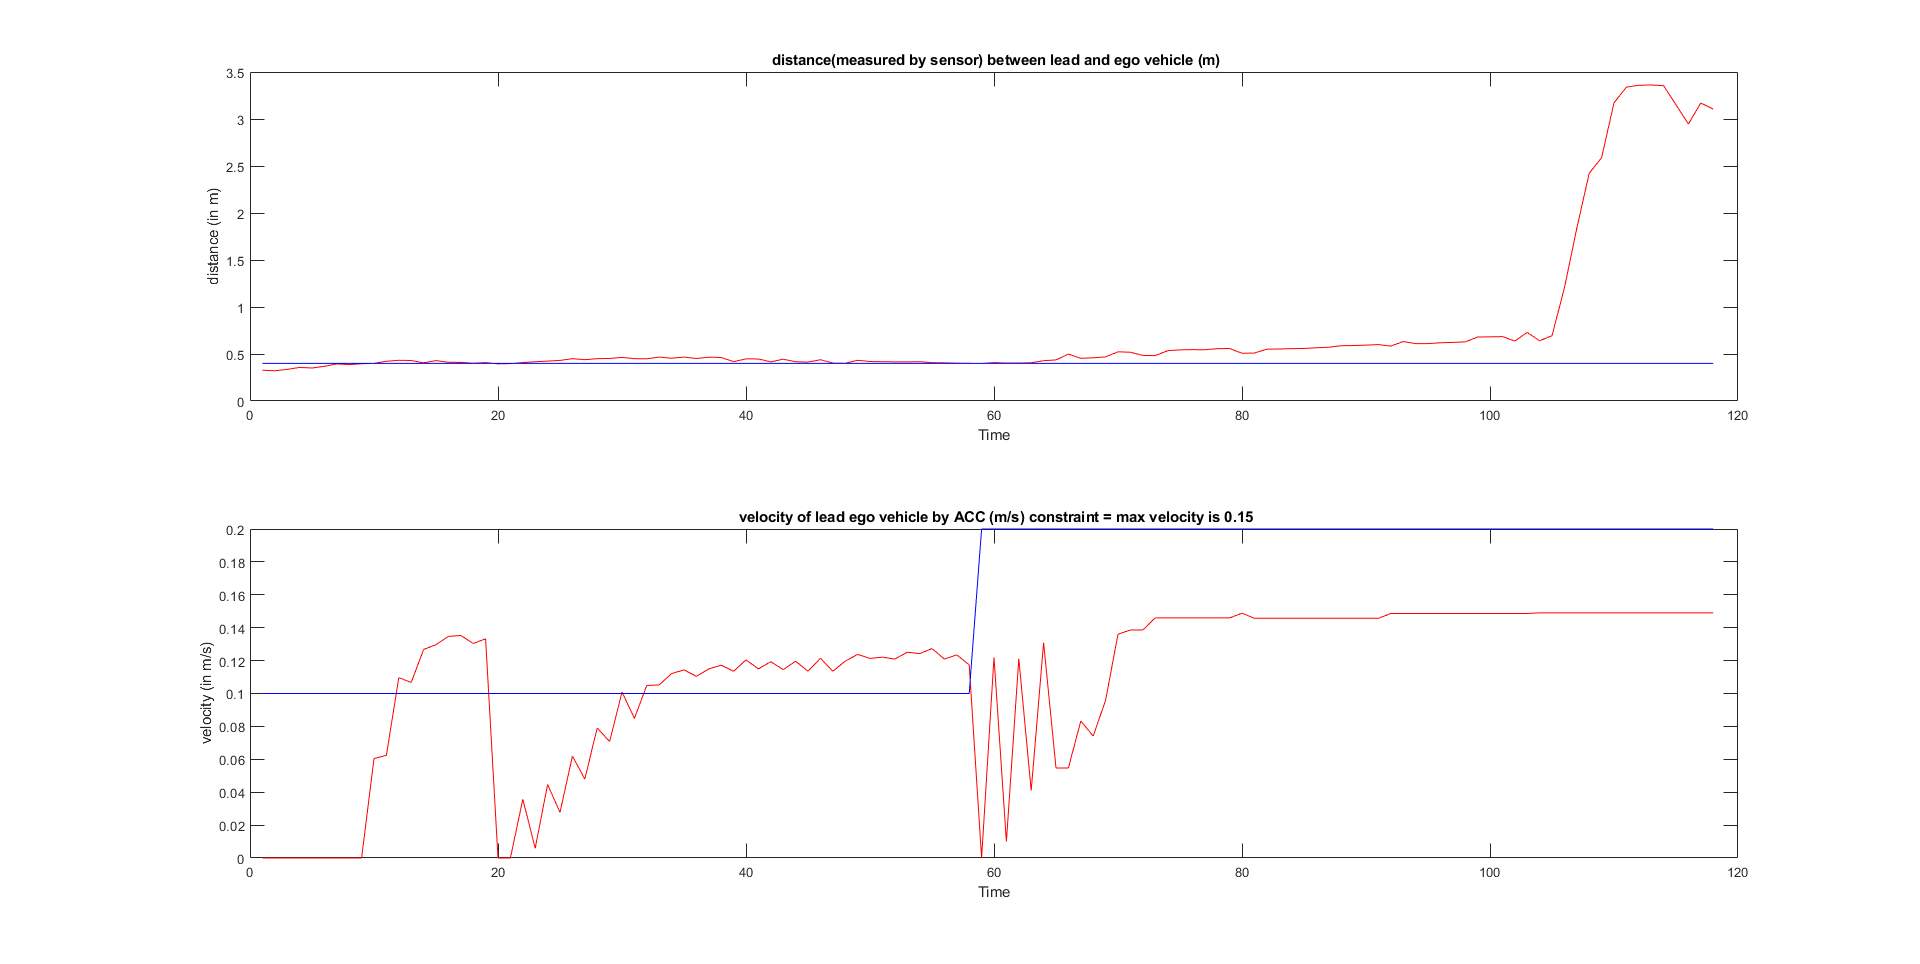 distance(measured by sensor) between lead and ego vehicle (m)
3.5
3
2.5
2
1.5
1
0.5
0
distance (in m)
0 20 40 60 80 100 120
Time
velocity of lead ego vehicle by ACC (m/s) constraint = max velocity is 0.15
0.2
0.18
0.16
0.14
0.12
0.1
0.08
0.06
0.04
0.02
0
velocity (in m/s)
0 20 40 60 80 100 120
Time